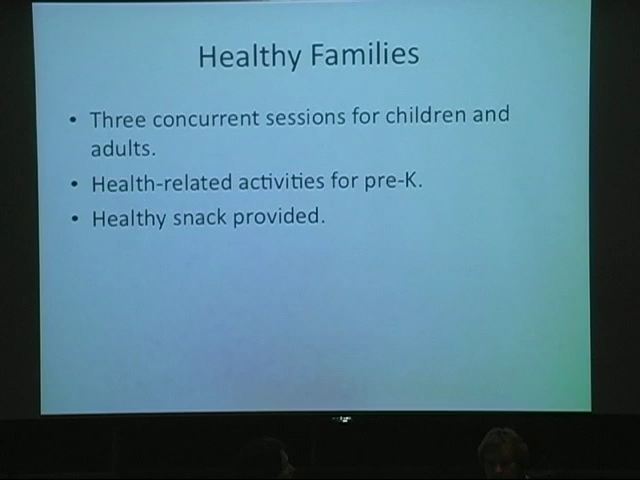 Healthy Families
• Three concurrent sessions for children and
adults.
• Health-related activities for pre-K.
• Healthy snack provided.